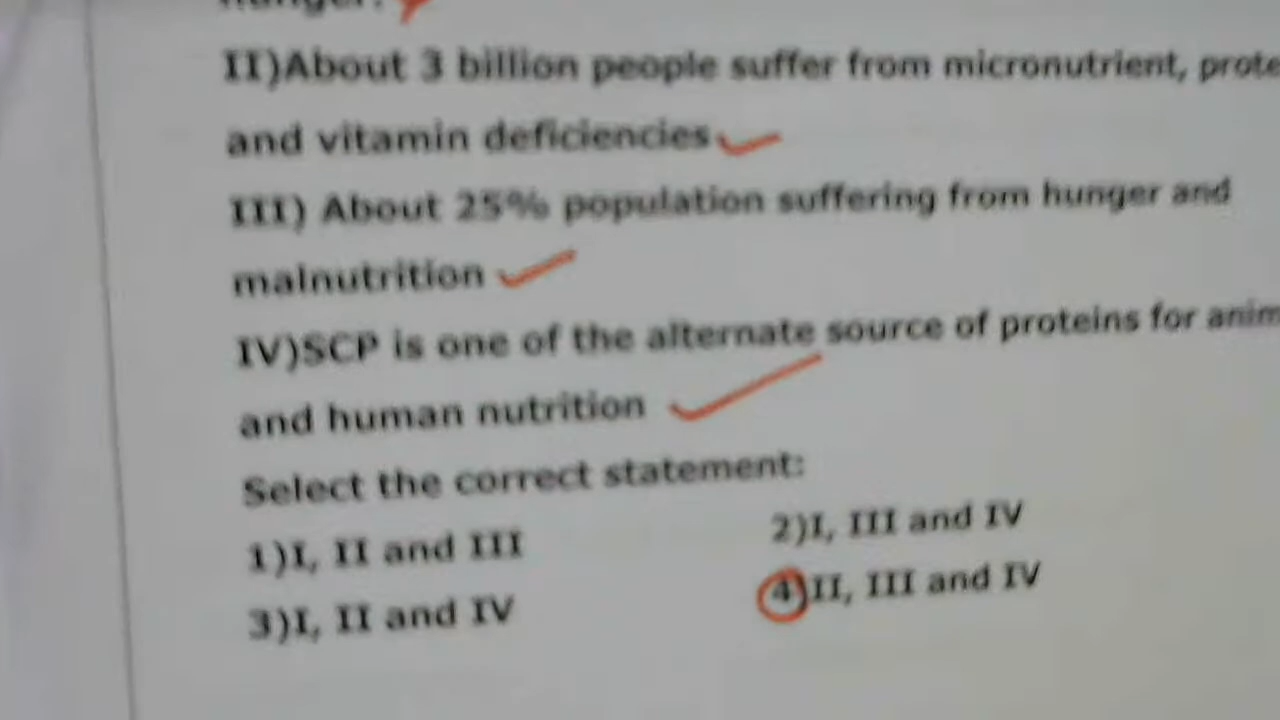 hunger.
II)About 3 billion people suffer from micronutrient, prote
and vitamin deficiencies
III) About 25% population suffering from hunger and
malnutrition
IV)SCP is one of the alternate source of proteins for anim
and human nutrition
Select the correct statement:
1)I, II and III
2)I, III and IV
3)I, II and IV
4)II, III and IV